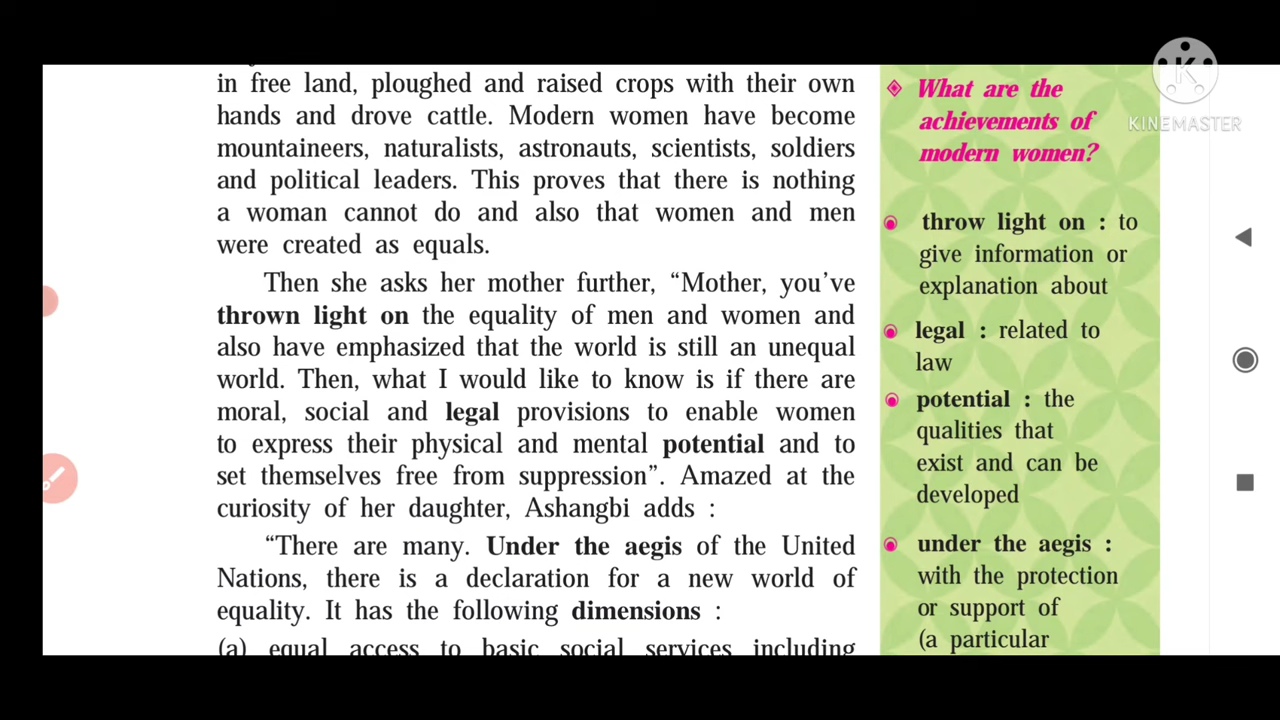 in free land, ploughed and raised crops with their own
hands and drove cattle. Modern women have become
mountaineers, naturalists, astronauts, scientists, soldiers
and political leaders. This proves that there is nothing
a woman cannot do and also that women and men
were created as equals.
Then she asks her mother further, “Mother, you’ve
thrown light on the equality of men and women and
also have emphasized that the world is still an unequal
world. Then, what I would like to know is if there are
moral, social and legal provisions to enable women
to express their physical and mental potential and to
set themselves free from suppression”. Amazed at the
curiosity of her daughter, Ashangbi adds :
“There are many. Under the aegis of the United
Nations, there is a declaration for a new world of
equality. It has the following dimensions :
(a) equal access to basic social services including
What are the
achievements of
modern women?
throw light on : to
give information or
explanation about
legal : related to
law
potential : the
qualities that
exist and can be
developed
under the aegis :
with the protection
or support of
(a particular
K
KINEMASTER